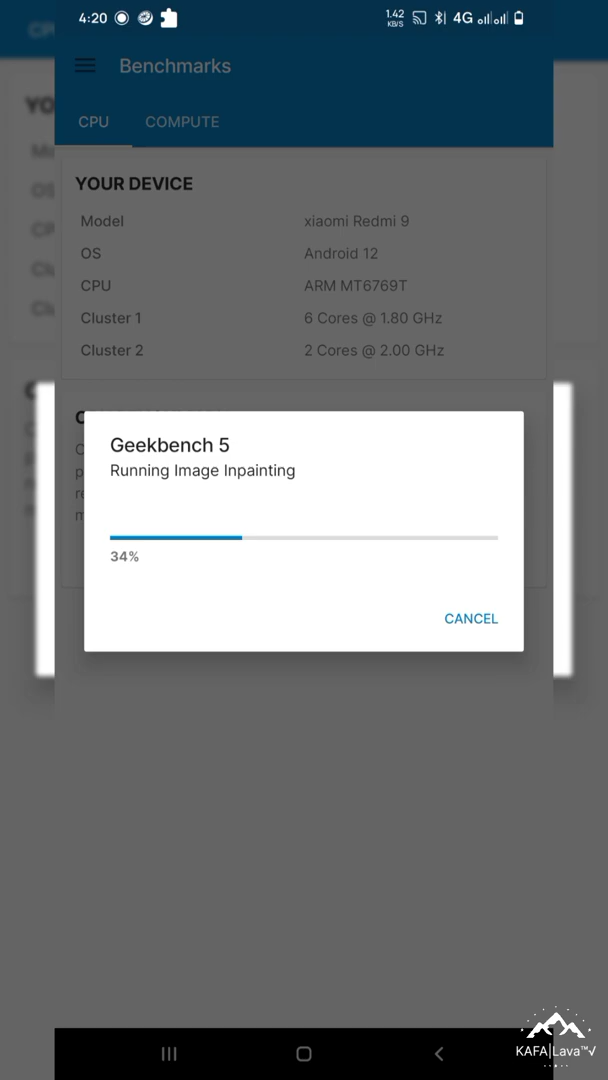 4:20
1.42
KB/S
4G
Benchmarks
CPU
COMPUTE
YOUR DEVICE
Model xiaomi Redmi 9
OS Android 12
CPU ARM MT6769T
Cluster 1 6 Cores @ 1.80 GHz
Cluster 2 2 Cores @ 2.00 GHz
Geekbench 5
Running Image Inpainting
34%
CANCEL
KAFA|Lava™√